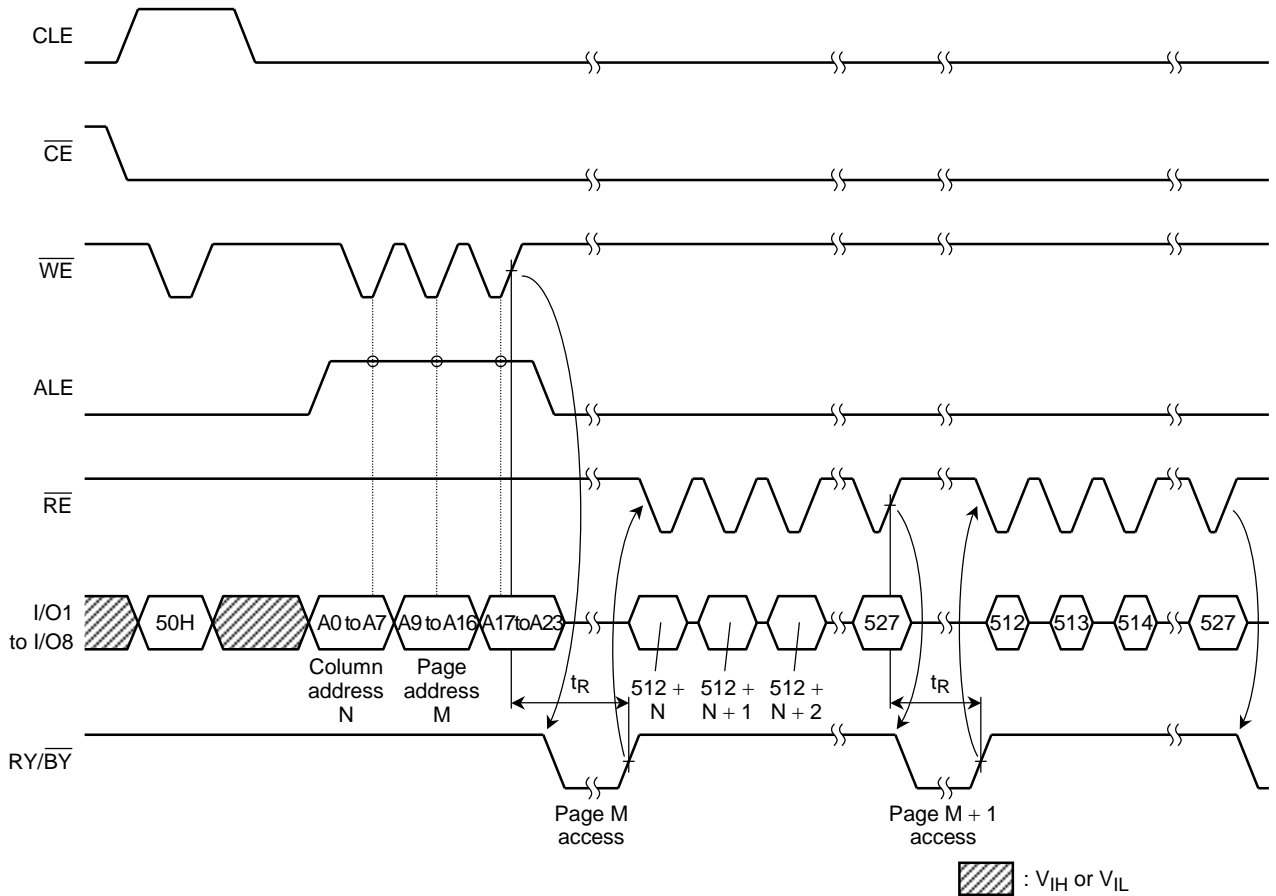 CLE
CE
WE
ALE
RE
I/O1
to I/O8
50H
A0 to A7
A9 to A16
A17 to A23
527
512
513
514
527
Column
address
N
Page
address
M
tR
512 +
N
512 +
N + 1
512 +
N + 2
tR
RY/BY
Page M
access
Page M + 1
access
: VIH or VIL